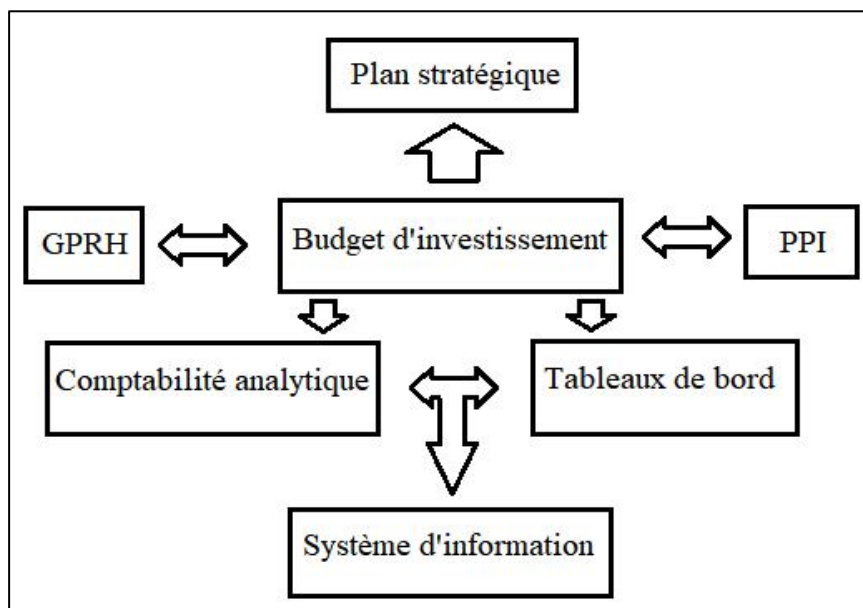 Plan stratégique
GPRH
Budget d'investissement
PPI
Comptabilité analytique
Tableaux de bord
Système d'information